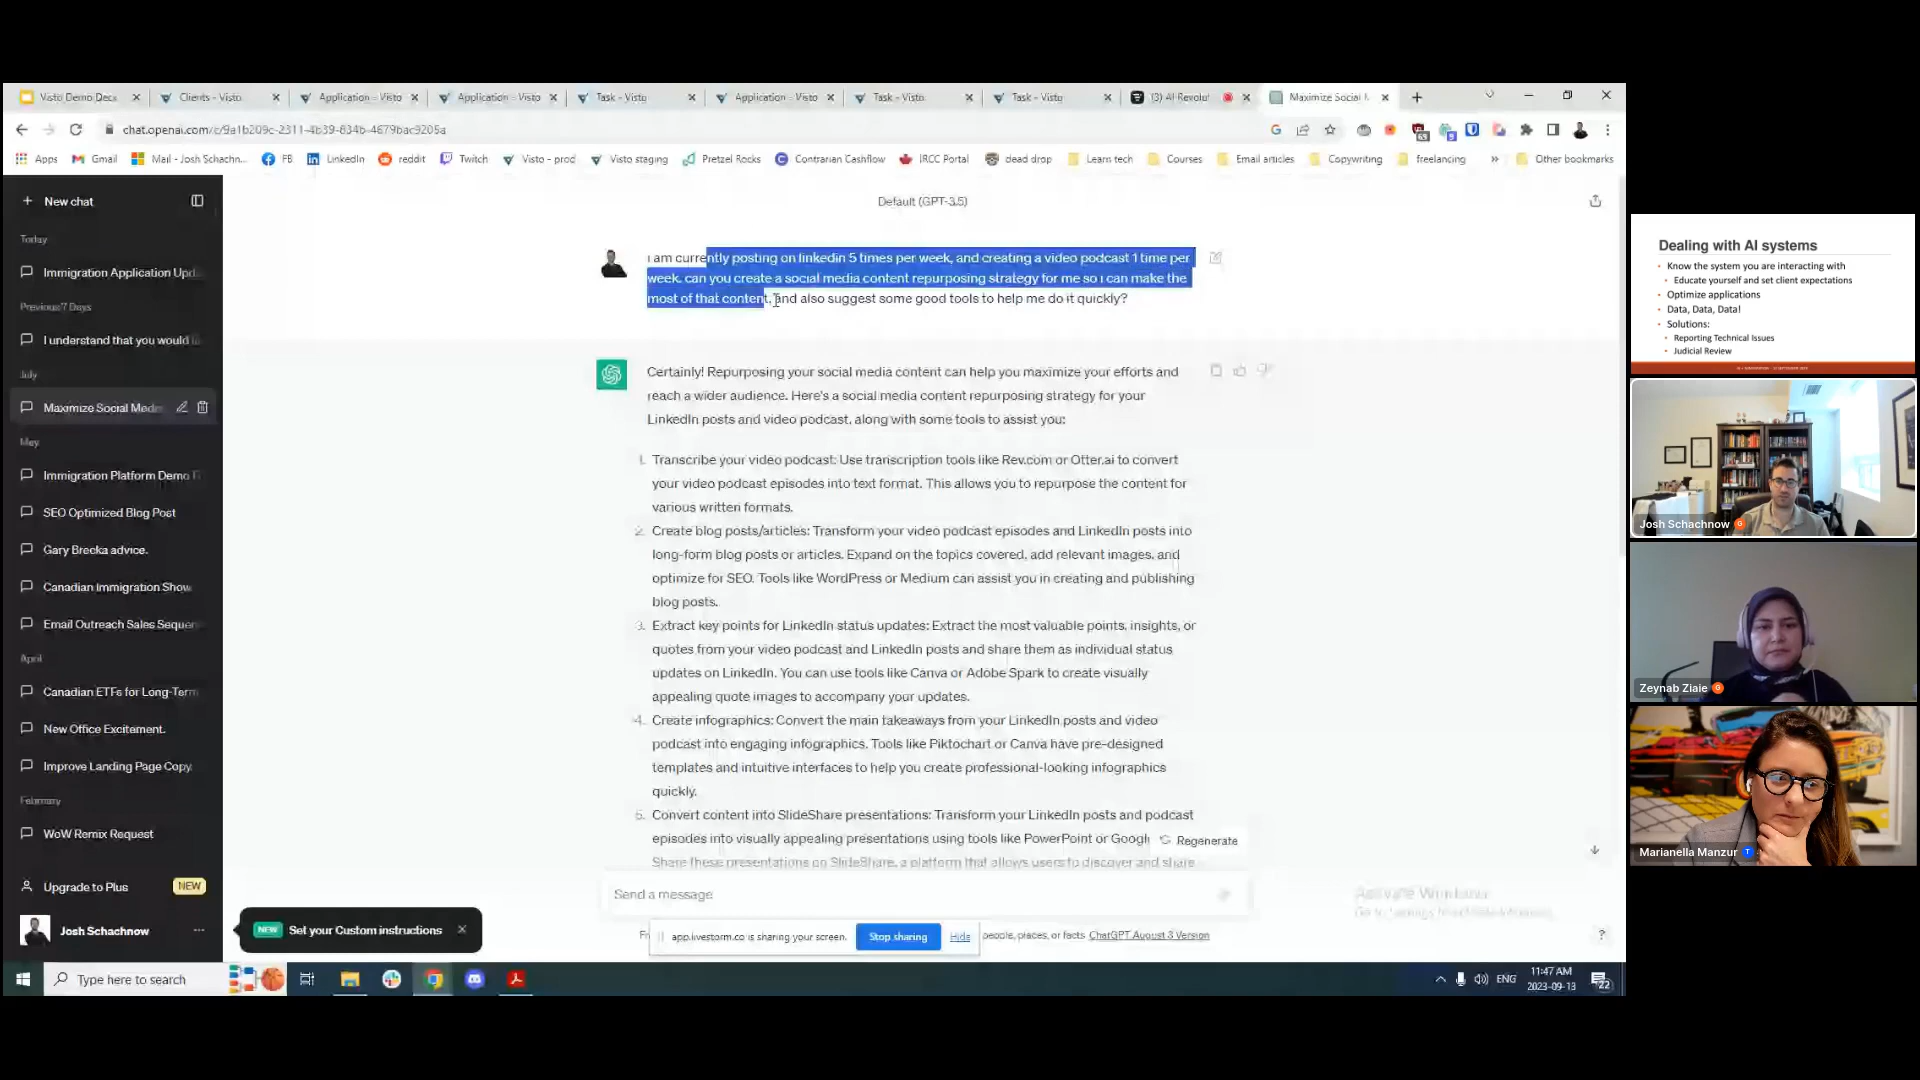 Visto Demo Deck
Clients - Visto
Application - Visto
Application - Visto
Task - Visto
Application - Visto
Task - Visto
Task - Visto
(3) AI Revolut
Maximize Social M
chat.openai.com/c/9a1b209c-2311-4b39-834b-4679bac9205a
Apps
Gmail
Mail - Josh Schachn...
FB
LinkedIn
reddit
Twitch
Visto - prod
Visto staging
Pretzel Rocks
Contrarian Cashflow
IRCC Portal
dead drop
Learn tech
Courses
Email articles
Copywriting
freelancing
»
Other bookmarks
+ New chat
Today
Immigration Application Upd
Previous 7 Days
I understand that you would l
July
Maximize Social Medi
May
Immigration Platform Demo F
SEO Optimized Blog Post
Gary Brecka advice.
Canadian Immigration Show
Email Outreach Sales Sequen
April
Canadian ETFs for Long-Term
New Office Excitement.
Improve Landing Page Copy.
February
WoW Remix Request
Upgrade to Plus
NEW
Josh Schachnow
...
Default (GPT-3.5)
i am currently posting on linkedin 5 times per week, and creating a video podcast 1 time per
week. can you create a social media content repurposing strategy for me so i can make the
most of that content, and also suggest some good tools to help me do it quickly?
Certainly! Repurposing your social media content can help you maximize your efforts and
reach a wider audience. Here's a social media content repurposing strategy for your
LinkedIn posts and video podcast, along with some tools to assist you:
1. Transcribe your video podcast: Use transcription tools like Rev.com or Otter.ai to convert
your video podcast episodes into text format. This allows you to repurpose the content for
various written formats.
2. Create blog posts/articles: Transform your video podcast episodes and LinkedIn posts into
long-form blog posts or articles. Expand on the topics covered, add relevant images, and
optimize for SEO. Tools like WordPress or Medium can assist you in creating and publishing
blog posts.
3. Extract key points for LinkedIn status updates: Extract the most valuable points, insights, or
quotes from your video podcast and LinkedIn posts and share them as individual status
updates on LinkedIn. You can use tools like Canva or Adobe Spark to create visually
appealing quote images to accompany your updates.
4. Create infographics: Convert the main takeaways from your LinkedIn posts and video
podcast into engaging infographics. Tools like Piktochart or Canva have pre-designed
templates and intuitive interfaces to help you create professional-looking infographics
quickly.
5. Convert content into SlideShare presentations: Transform your LinkedIn posts and podcast
episodes into visually appealing presentations using tools like PowerPoint or Googl
Share these presentations on SlideShare, a platform that allows users to discover and share
Regenerate
Send a message
Activate Windows
people, places, or facts. ChatGPT August 3 Version
NEW Set your Custom instructions
app.livestorm.co is sharing your screen.
Stop sharing
Hide
?
Type here to search
ENG
11:47 AM
2023-09-13
22
Dealing with AI systems
• Know the system you are interacting with
• Educate yourself and set client expectations
• Optimize applications
• Data, Data, Data!
• Solutions:
• Reporting Technical Issues
• Judicial Review
Josh Schachnow
Zeynab Ziaie
Marianella Manzur